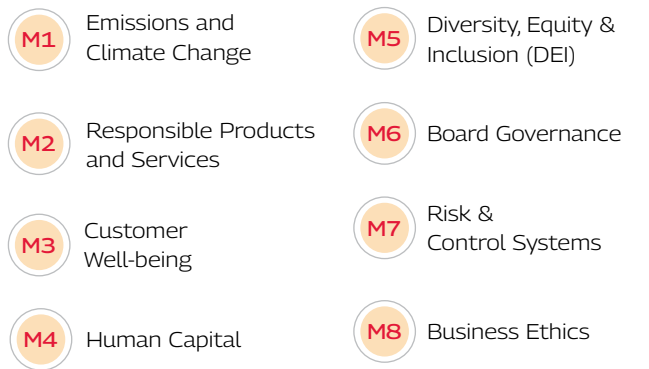 M1
Emissions and
Climate Change
M2
Responsible Products
and Services
M3
Customer
Well-being
M4
Human Capital
M5
Diversity, Equity &
Inclusion (DEI)
M6
Board Governance
M7
Risk &
Control Systems
M8
Business Ethics